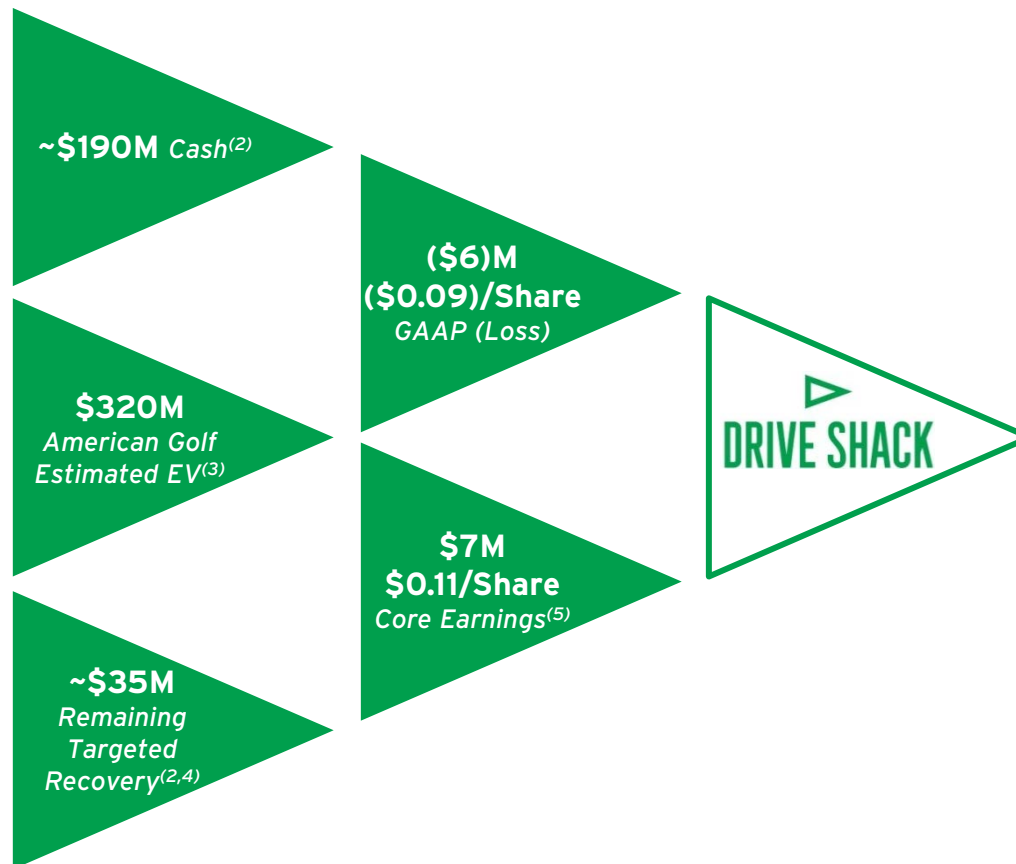 ~$190M Cash(2)
($6)M
($0.09)/Share
GAAP (Loss)
$320M
American Golf
Estimated EV(3)
DRIVE SHACK
$7M
$0.11/Share
Core Earnings(5)
~$35M
Remaining
Targeted
Recovery(2,4)